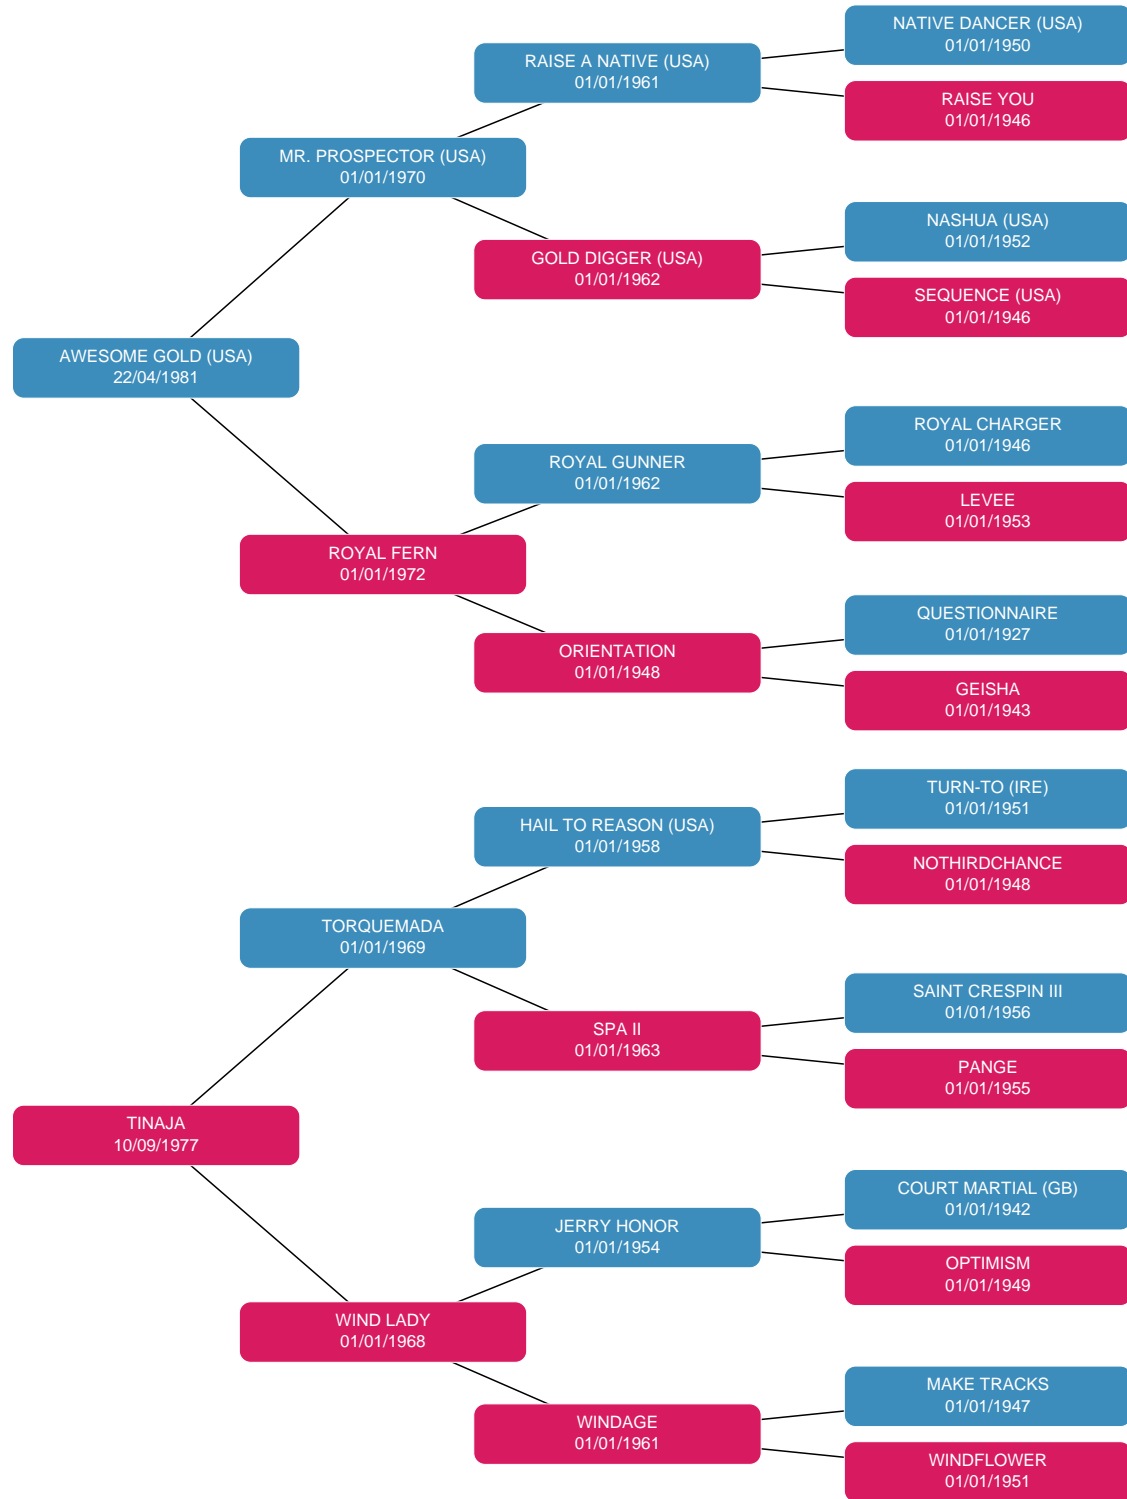 NATIVE DANCER (USA)
01/01/1950
RAISE A NATIVE (USA)
01/01/1961
RAISE YOU
01/01/1946
MR. PROSPECTOR (USA)
01/01/1970
NASHUA (USA)
01/01/1952
GOLD DIGGER (USA)
01/01/1962
SEQUENCE (USA)
01/01/1946
AWESOME GOLD (USA)
22/04/1981
ROYAL CHARGER
01/01/1946
ROYAL GUNNER
01/01/1962
LEVEE
01/01/1953
ROYAL FERN
01/01/1972
QUESTIONNAIRE
01/01/1927
ORIENTATION
01/01/1948
GEISHA
01/01/1943
TURN-TO (IRE)
01/01/1951
HAIL TO REASON (USA)
01/01/1958
NOTHIRDCHANCE
01/01/1948
TORQUEMADA
01/01/1969
SAINT CRESPIN III
01/01/1956
SPA II
01/01/1963
PANGE
01/01/1955
TINAJA
10/09/1977
COURT MARTIAL (GB)
01/01/1942
JERRY HONOR
01/01/1954
OPTIMISM
01/01/1949
WIND LADY
01/01/1968
MAKE TRACKS
01/01/1947
WINDAGE
01/01/1961
WINDFLOWER
01/01/1951